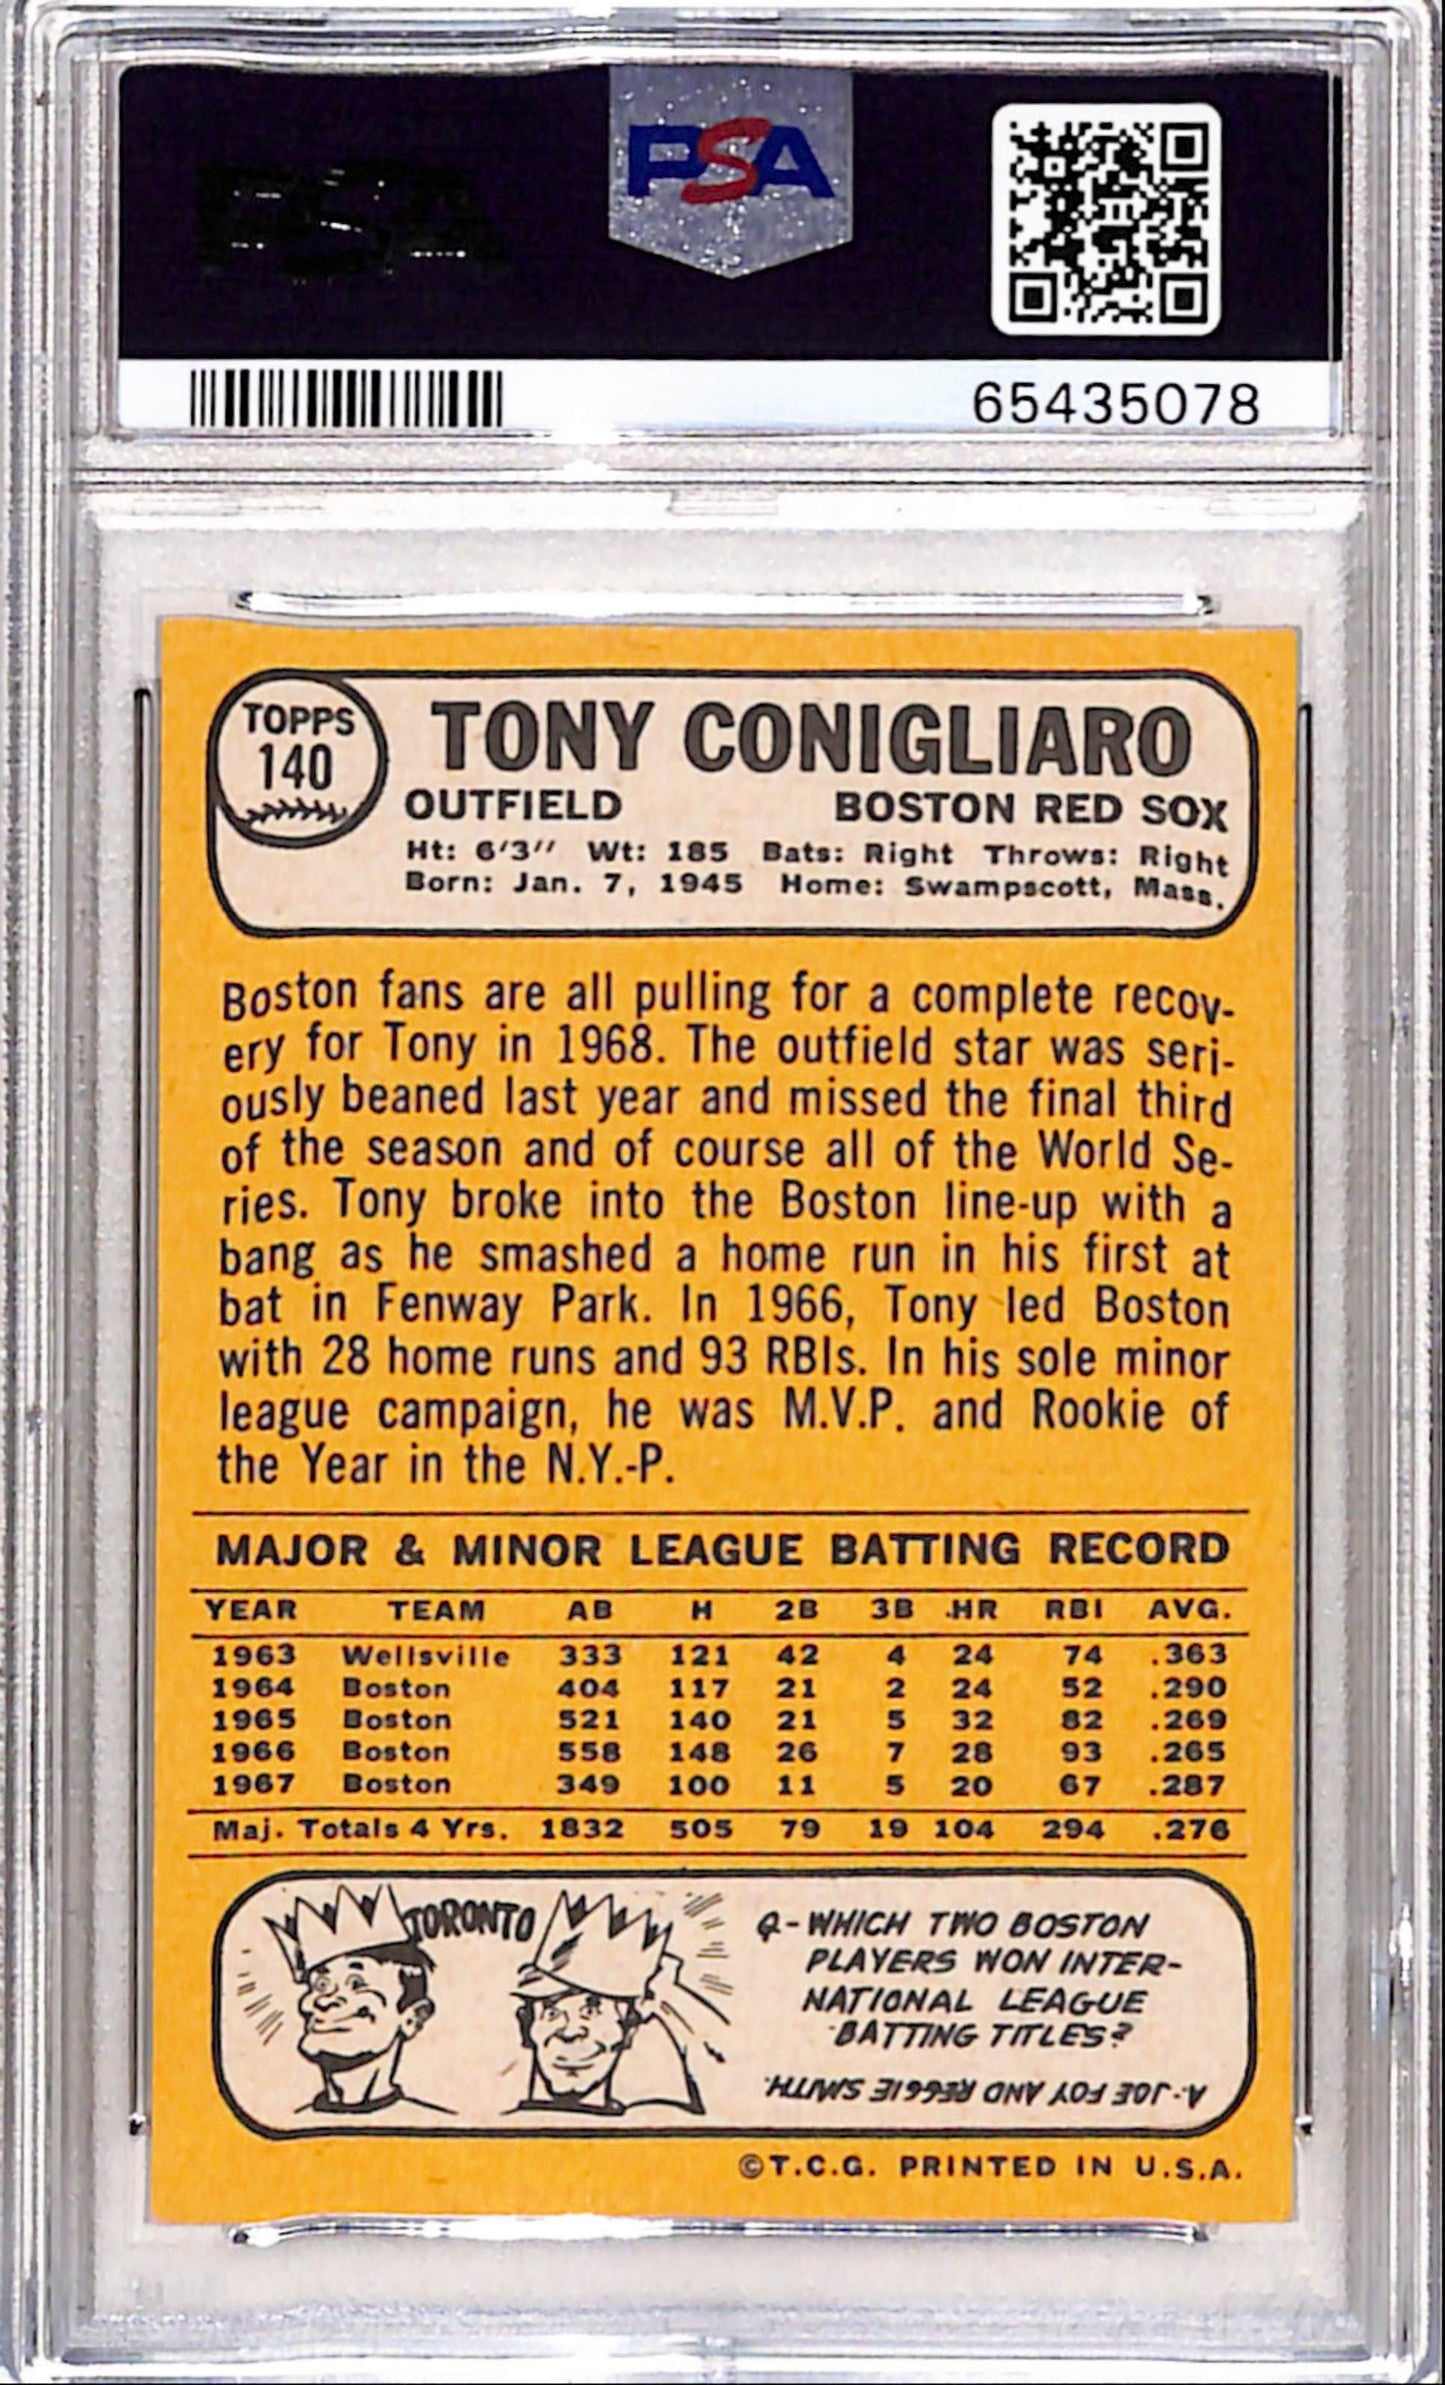 PSA
65435078
TOPPS
140
TONY CONIGLIARO
OUTFIELD BOSTON RED SOX
Ht: 6'3" Wt: 185 Bats: Right Throws: Right
Born: Jan. 7, 1945 Home: Swampscott, Mass.
Boston fans are all pulling for a complete recov-
ery for Tony in 1968. The outfield star was seri-
ously beaned last year and missed the final third
of the season and of course all of the World Se-
ries. Tony broke into the Boston line-up with a
bang as he smashed a home run in his first at
bat in Fenway Park. In 1966, Tony led Boston
with 28 home runs and 93 RBIs. In his sole minor
league campaign, he was M.V.P. and Rookie of
the Year in the N.Y.-P.
MAJOR & MINOR LEAGUE BATTING RECORD
YEAR TEAM AB H 2B 3B HR RBI AVG.
1963 Wellsville 333 121 42 4 24 74 .363
1964 Boston 404 117 21 2 24 52 .290
1965 Boston 521 140 21 5 32 82 .269
1966 Boston 558 148 26 7 28 93 .265
1967 Boston 349 100 11 5 20 67 .287
Maj. Totals 4 Yrs. 1832 505 79 19 104 294 .276
TORONTO
Q-WHICH TWO BOSTON
PLAYERS WON INTER-
NATIONAL LEAGUE
BATTING TITLES?
A-JOE FOY AND REGGIE SMITH.
©T.C.G. PRINTED IN U.S.A.